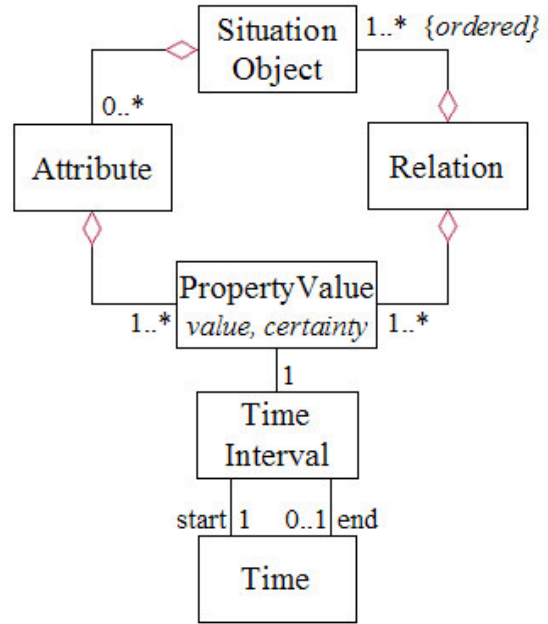 Situation
Object
1..* {ordered}
0..*
Attribute
Relation
PropertyValue
value, certainty
1..*
1..*
1
Time
Interval
start 1
0..1 end
Time